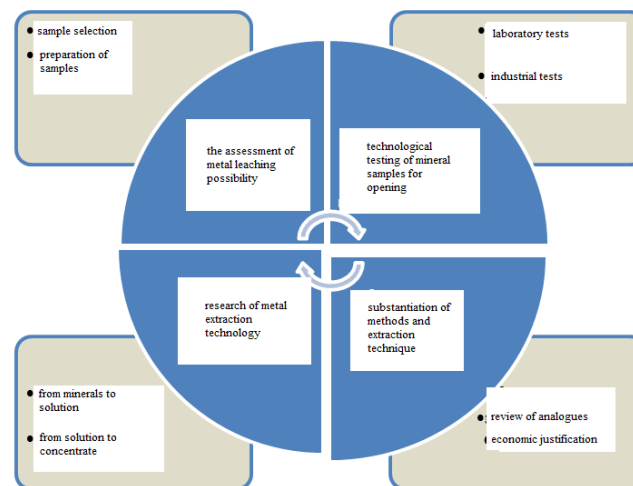 • sample selection
• preparation of
samples
• laboratory tests
• industrial tests
the assessment of
metal leaching
possibility
technological
testing of mineral
samples for
opening
research of metal
extraction
technology
substantiation of
methods and
extraction
technique
• from minerals to
solution
• from solution to
concentrate
• review of analogues
• economic justification